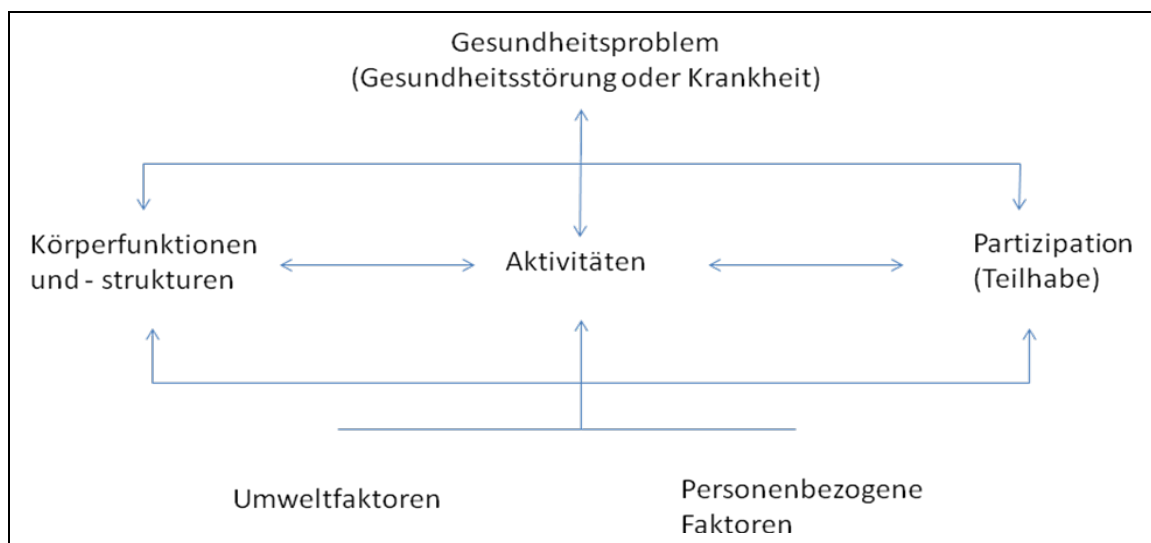 Gesundheitsproblem
(Gesundheitsstörung oder Krankheit)
Körperfunktionen
und - strukturen
Aktivitäten
Partizipation
(Teilhabe)
Umweltfaktoren
Personenbezogene
Faktoren